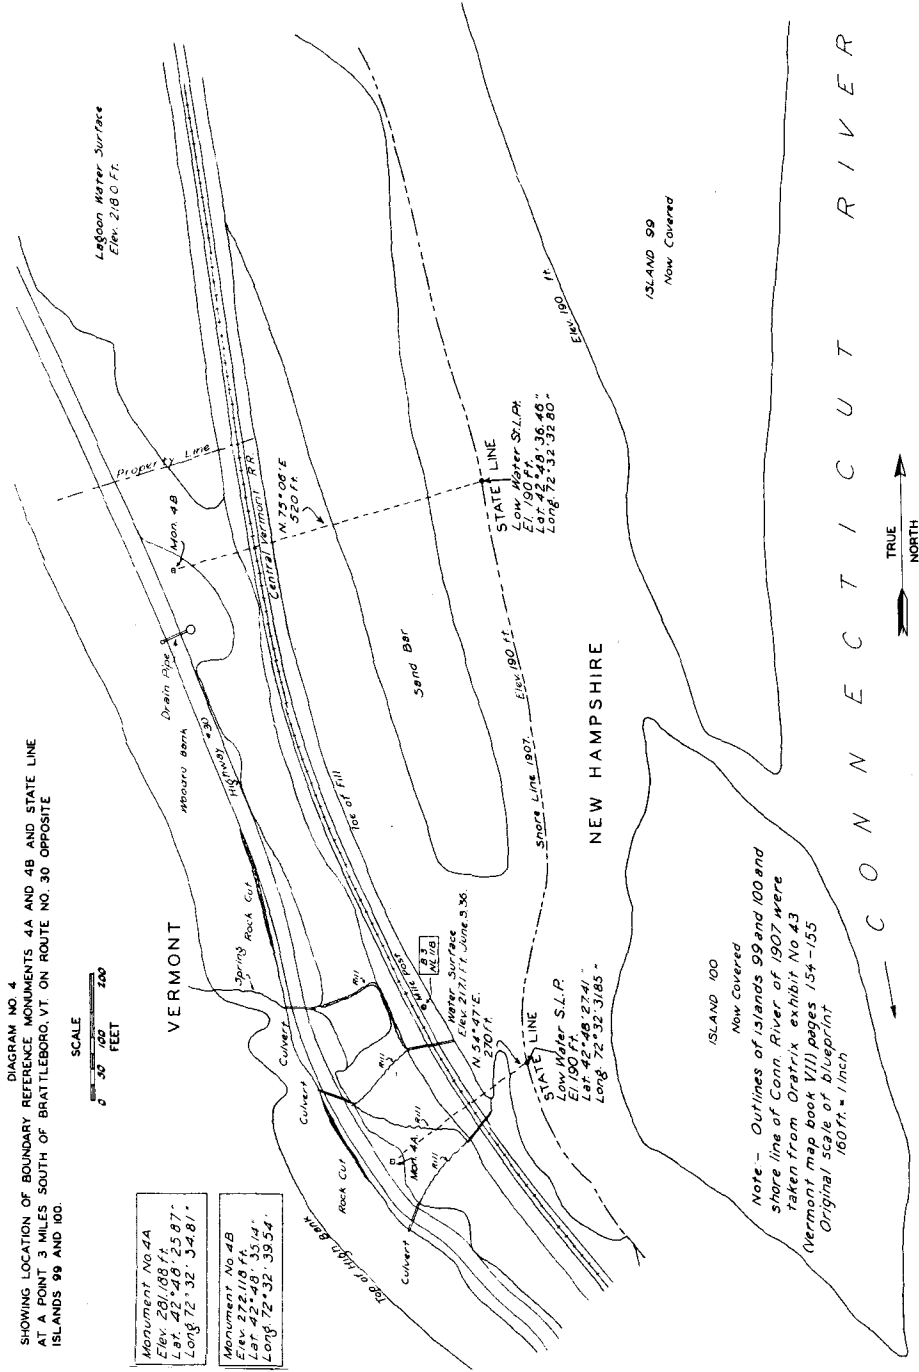 DIAGRAM NO. 4
SHOWING LOCATION OF BOUNDARY REFERENCE MONUMENTS 4A AND 4B AND STATE LINE
AT A POINT 3 MILES SOUTH OF BRATTLEBORO, VT. ON ROUTE NO. 30 OPPOSITE
ISLANDS 99 AND 100.
SCALE
0 50 100 200
FEET
Monument No. 4A
Elev. 281.188 ft.
Lat. 42°48' 25.87"
Long. 72°32' 34.81"
Monument No. 4B
Elev. 272.118 ft.
Lat. 42°48' 35.14"
Long. 72°32' 39.54"
VERMONT
Lagoon Water Surface
Elev. 218.0 Ft.
Property Line
Mon. 4B
Drain Pipe
Wooded Bank
Highway #30
Central Vermont R.R.
N.75°06'E
520 Ft.
Toe of Fill
Spring
Rock Cut
Culvert
Rill
Mile Post
B 3
NL 118
Water Surface
Elev. 217.1 Ft. June 9.36.
N.54°47'E.
270 ft.
Culvert
Rill
Rill
Mon. 4A
Rill
Rock Cut
Top of High Bank
Culvert
Sand Bar
STATE LINE
Low Water St.L.Pt.
El. 190 ft.
Lat. 42°48'36.46"
Long. 72°32'32.80"
Elev. 190 ft.
Shore Line 1907.
STATE LINE
Low Water S.L.P.
El. 190 ft.
Lat. 42°48'27.41"
Long. 72°32'31.85"
NEW HAMPSHIRE
Elev. 190 ft.
ISLAND 99
Now Covered
ISLAND 100
Now Covered
Note:- Outlines of islands 99 and 100 and
shore line of Conn. River of 1907 were
taken from Oratrix exhibit No 43
(Vermont map book VIII) pages 154-155
Original scale of blueprint
160 ft. = 1 inch
CONNECTICUT RIVER
TRUE
NORTH